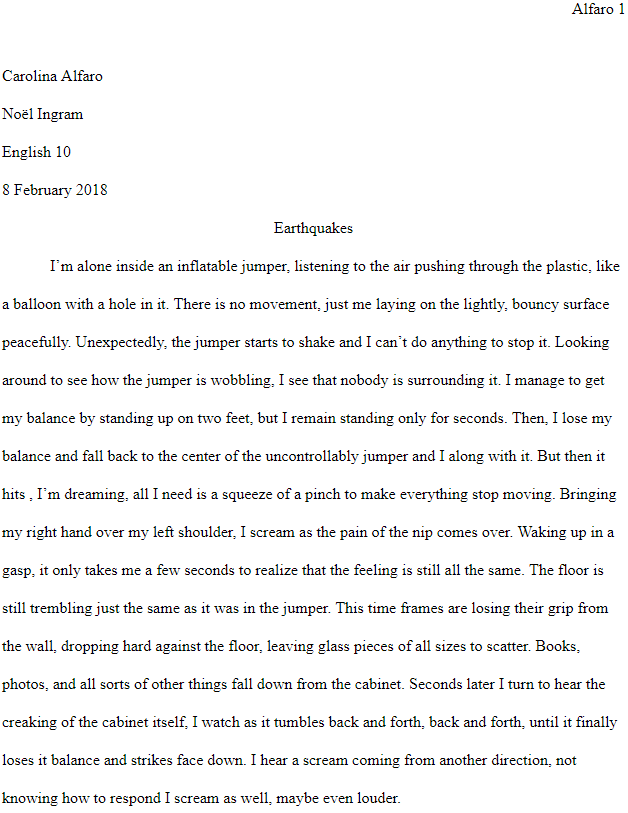 Alfaro 1
Carolina Alfaro
Noël Ingram
English 10
8 February 2018
Earthquakes
I’m alone inside an inflatable jumper, listening to the air pushing through the plastic, like
a balloon with a hole in it. There is no movement, just me laying on the lightly, bouncy surface
peacefully. Unexpectedly, the jumper starts to shake and I can’t do anything to stop it. Looking
around to see how the jumper is wobbling, I see that nobody is surrounding it. I manage to get
my balance by standing up on two feet, but I remain standing only for seconds. Then, I lose my
balance and fall back to the center of the uncontrollably jumper and I along with it. But then it
hits , I’m dreaming, all I need is a squeeze of a pinch to make everything stop moving. Bringing
my right hand over my left shoulder, I scream as the pain of the nip comes over. Waking up in a
gasp, it only takes me a few seconds to realize that the feeling is still all the same. The floor is
still trembling just the same as it was in the jumper. This time frames are losing their grip from
the wall, dropping hard against the floor, leaving glass pieces of all sizes to scatter. Books,
photos, and all sorts of other things fall down from the cabinet. Seconds later I turn to hear the
creaking of the cabinet itself, I watch as it tumbles back and forth, back and forth, until it finally
loses it balance and strikes face down. I hear a scream coming from another direction, not
knowing how to respond I scream as well, maybe even louder.